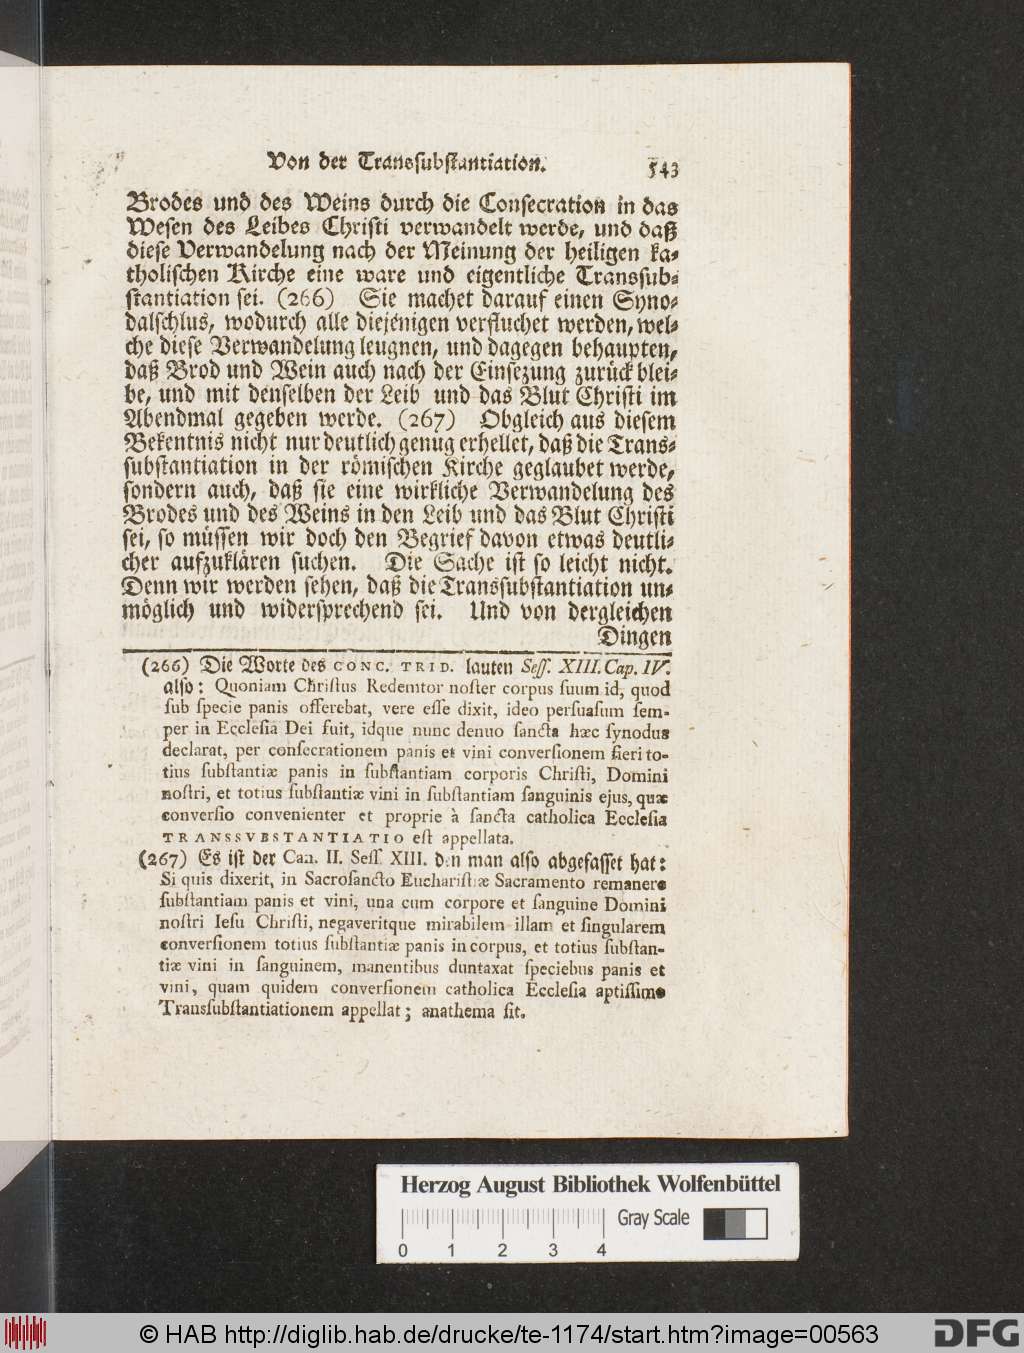 Von der Transsubstantiation. 543
Brodes und des Weins durch die Consecration in das
Wesen des Leibes Christi verwandelt werde, und daß
diese Verwandelung nach der Meinung der heiligen ka-
tholischen Kirche eine ware und eigentliche Transsub-
stantiation sei. (266) Sie machet darauf einen Syno-
dalschlus, wodurch alle diejenigen verfluchet werden, wel-
che diese Verwandelung leugnen, und dagegen behaupten,
daß Brod und Wein auch nach der Einsezung zurück blei-
be, und mit denselben der Leib und das Blut Christi im
Abendmal gegeben werde. (267) Obgleich aus diesem
Bekentnis nicht nur deutlich genug erhellet, daß die Trans-
substantiation in der römischen Kirche geglaubet werde,
sondern auch, daß sie eine wirkliche Verwandelung des
Brodes und des Weins in den Leib und das Blut Christi
sei, so müssen wir doch den Begrief davon etwas deutli-
cher aufzuklären suchen. Die Sache ist so leicht nicht.
Denn wir werden sehen, daß die Transsubstantiation un-
möglich und widersprechend sei. Und von dergleichen
Dingen
(266) Die Worte des CONC. TRID. lauten Sess. XIII. Cap. IV.
also: Quoniam Christus Redemtor noster corpus suum id, quod
sub specie panis offerebat, vere esse dixit, ideo persuasum sem-
per in Ecclesia Dei fuit, idque nunc denuo sancta hæc synodus
declarat, per consecrationem panis et vini conversionem fieri to-
tius substantiæ panis in substantiam corporis Christi, Domini
nostri, et totius substantiæ vini in substantiam sanguinis ejus, quæ
conversio convenienter et proprie à sancta catholica Ecclesia
TRANSSVBSTANTIATIO est appellata.
(267) Es ist der Can. II. Sess. XIII. den man also abgefasset hat:
Si quis dixerit, in Sacrosancto Eucharistiæ Sacramento remanere
substantiam panis et vini, una cum corpore et sanguine Domini
nostri Iesu Christi, negaveritque mirabilem illam et singularem
conversionem totius substantiæ panis in corpus, et totius substan-
tiæ vini in sanguinem, manentibus duntaxat speciebus panis et
vini, quam quidem conversionem catholica Ecclesia aptissime
Transsubstantiationem appellat; anathema sit.
Herzog August Bibliothek Wolfenbüttel
Gray Scale
0 1 2 3 4
© HAB http://diglib.hab.de/drucke/te-1174/start.htm?image=00563
DFG